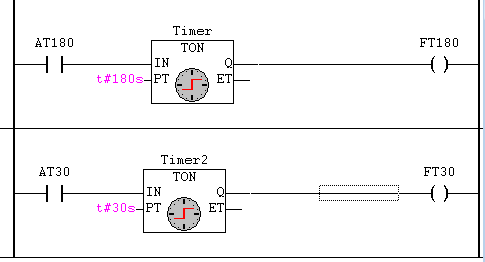 Timer
AT180 TON FT180
IN Q
t#180s PT ET
Timer2
AT30 TON FT30
IN Q
t#30s PT ET